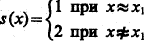 s(x)= { 1 при x≈x₁
2 при x≉x₁